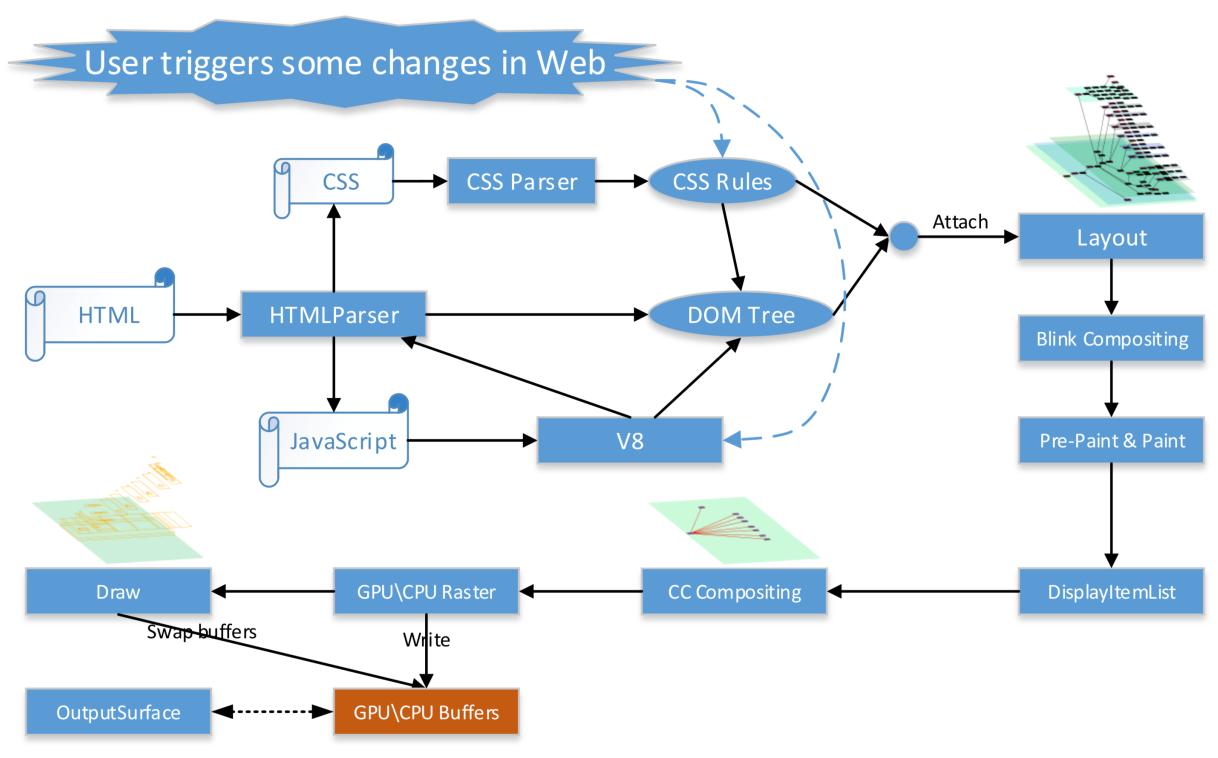 User triggers some changes in Web
CSS
CSS Parser
CSS Rules
Attach
Layout
HTML
HTMLParser
DOM Tree
Blink Compositing
JavaScript
V8
Pre-Paint & Paint
Draw
GPU\CPU Raster
CC Compositing
DisplayItemList
Swap buffers
Write
OutputSurface
GPU\CPU Buffers